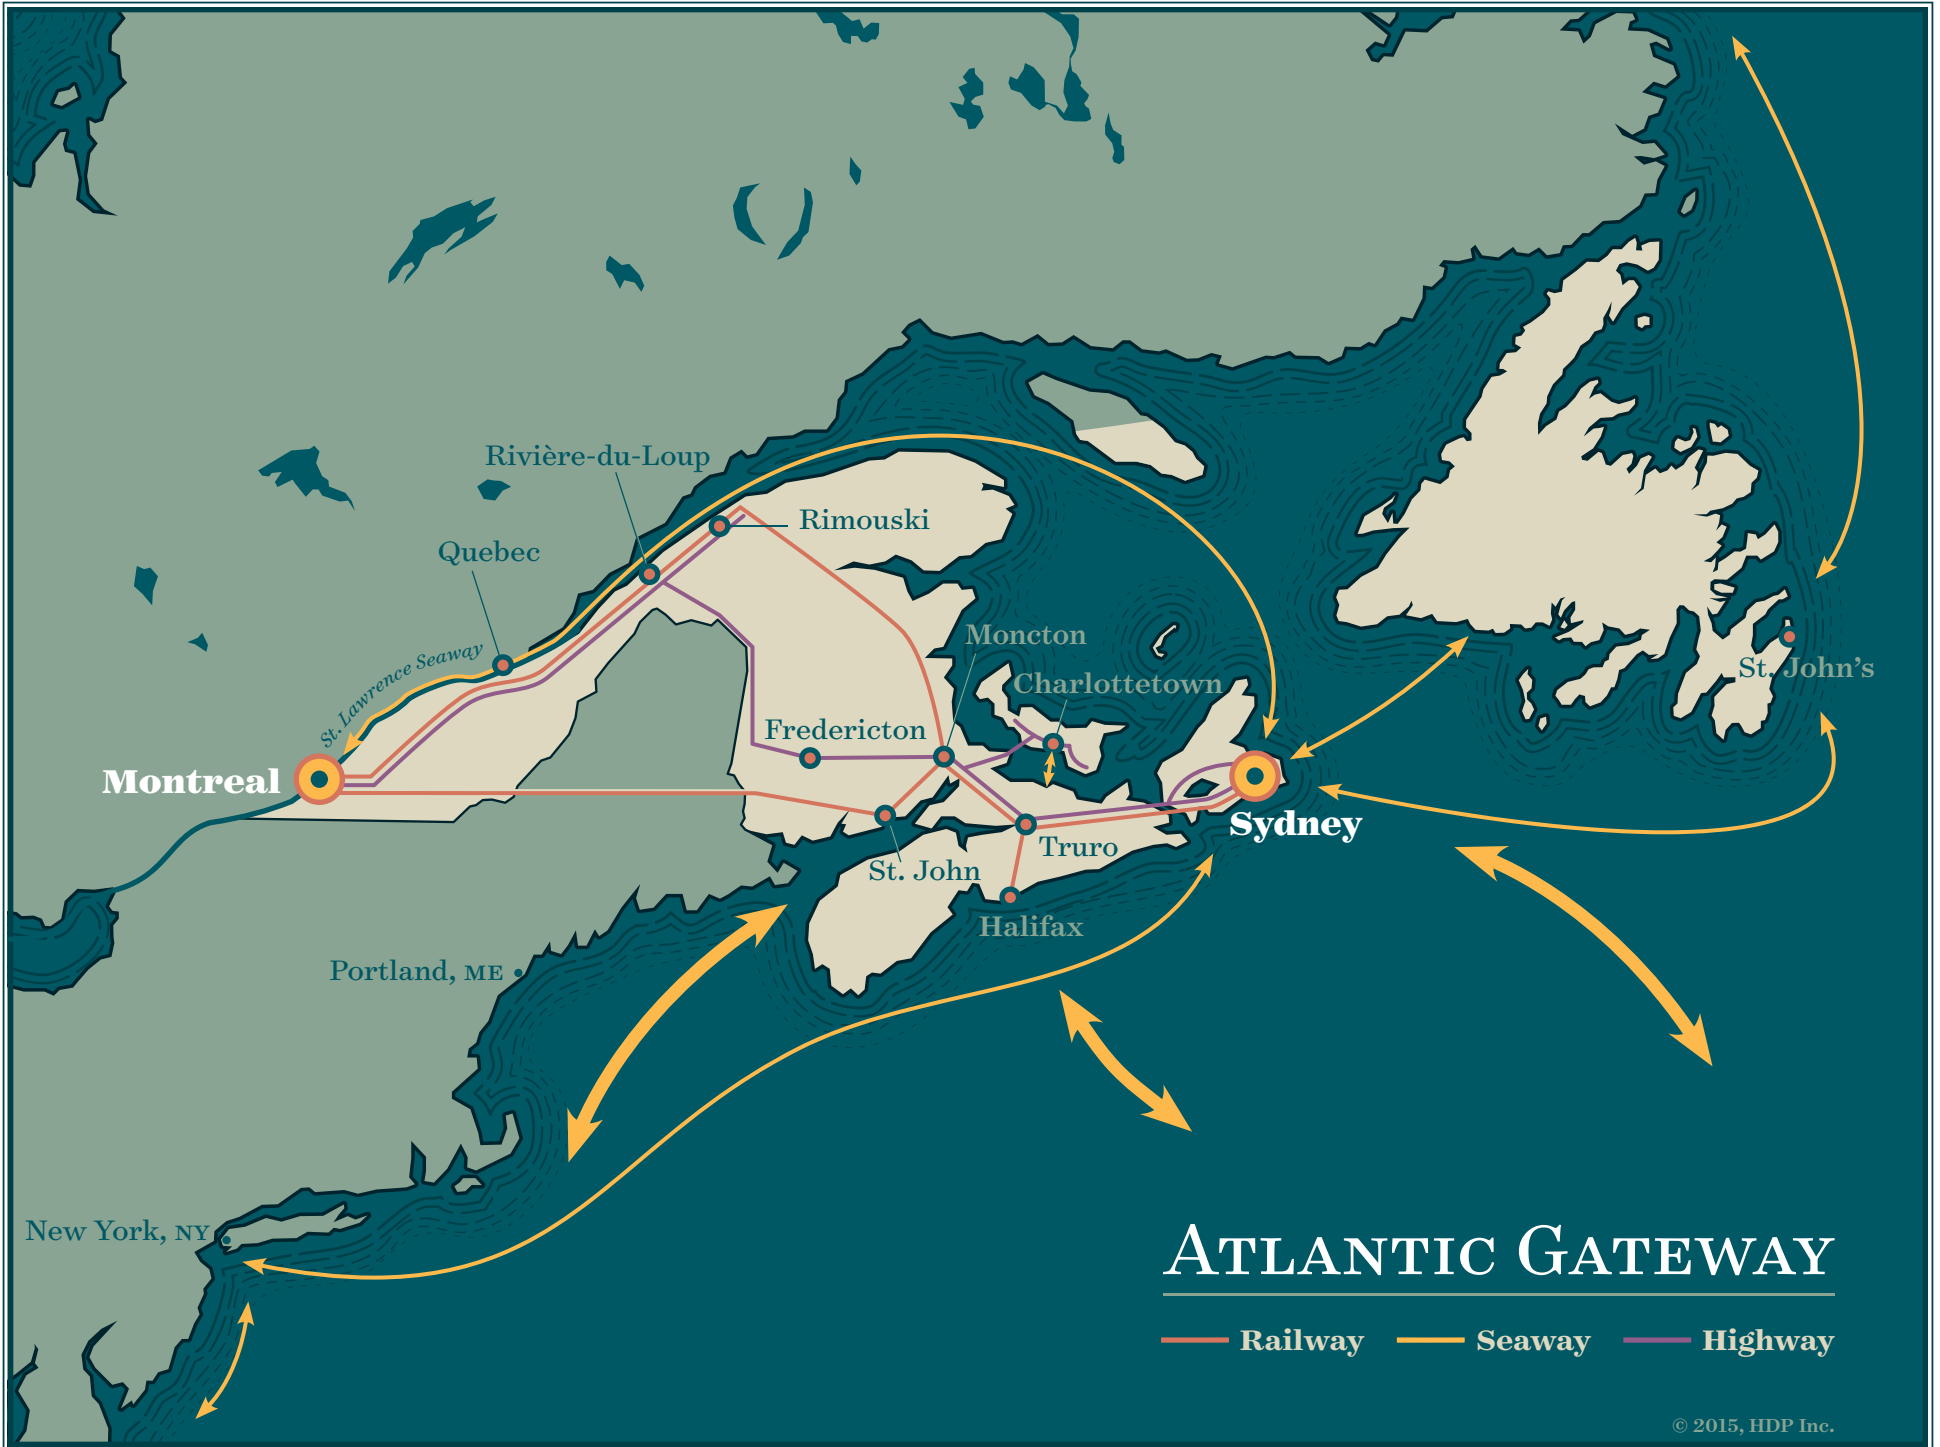 Rivière-du-Loup
Rimouski
Quebec
Moncton
St. Lawrence Seaway
St. John's
Charlottetown
Fredericton
Montreal
Sydney
Truro
St. John
Halifax
Portland, ME
New York, NY
ATLANTIC GATEWAY
Railway Seaway Highway
© 2015, HDP Inc.